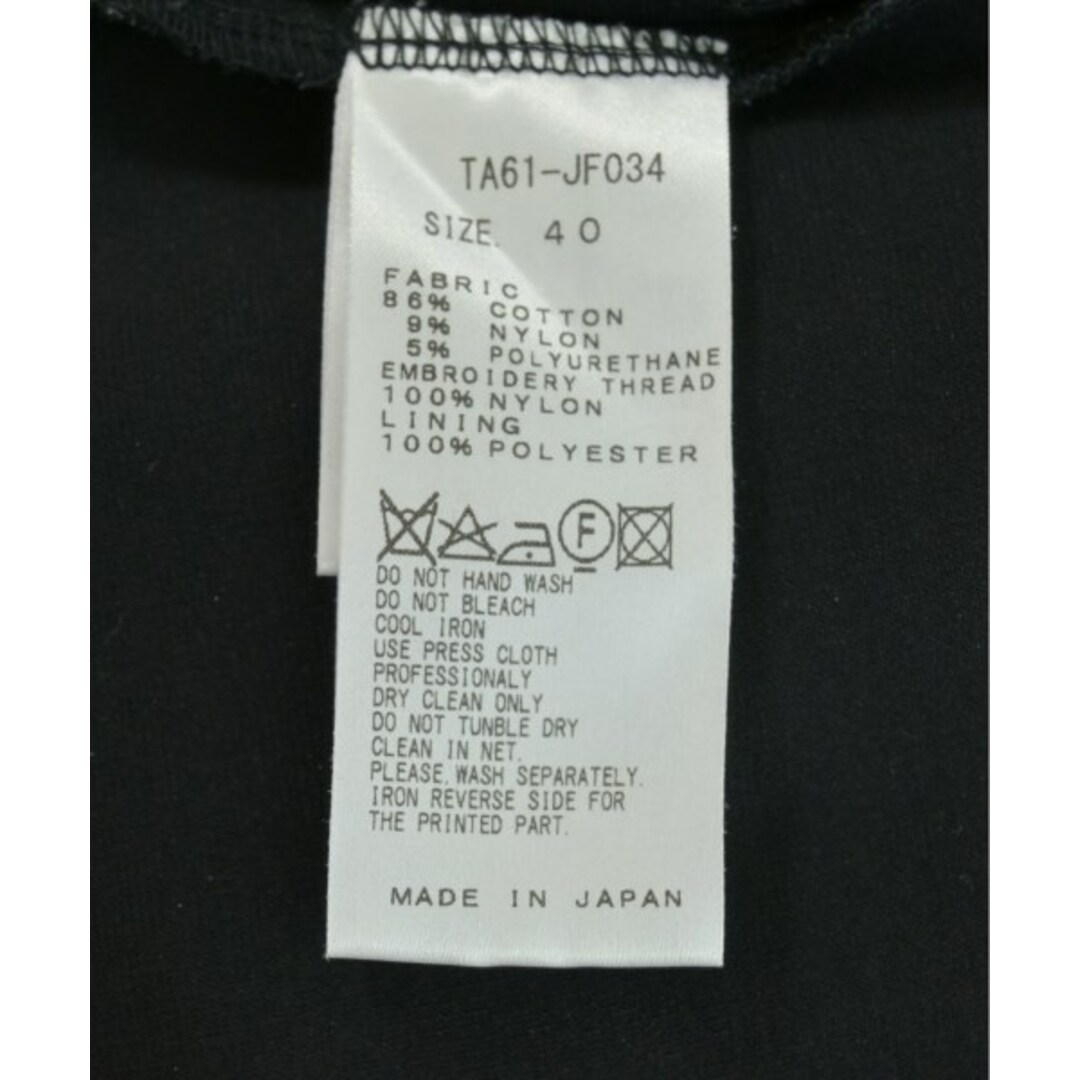 TA61-JF034
SIZE. 40
FABRIC
86% COTTON
9% NYLON
5% POLYURETHANE
EMBROIDERY THREAD
100% NYLON
LINING
100% POLYESTER
F
DO NOT HAND WASH
DO NOT BLEACH
COOL IRON
USE PRESS CLOTH
PROFESSIONALY
DRY CLEAN ONLY
DO NOT TUNBLE DRY
CLEAN IN NET.
PLEASE.WASH SEPARATELY.
IRON REVERSE SIDE FOR
THE PRINTED PART.
MADE IN JAPAN